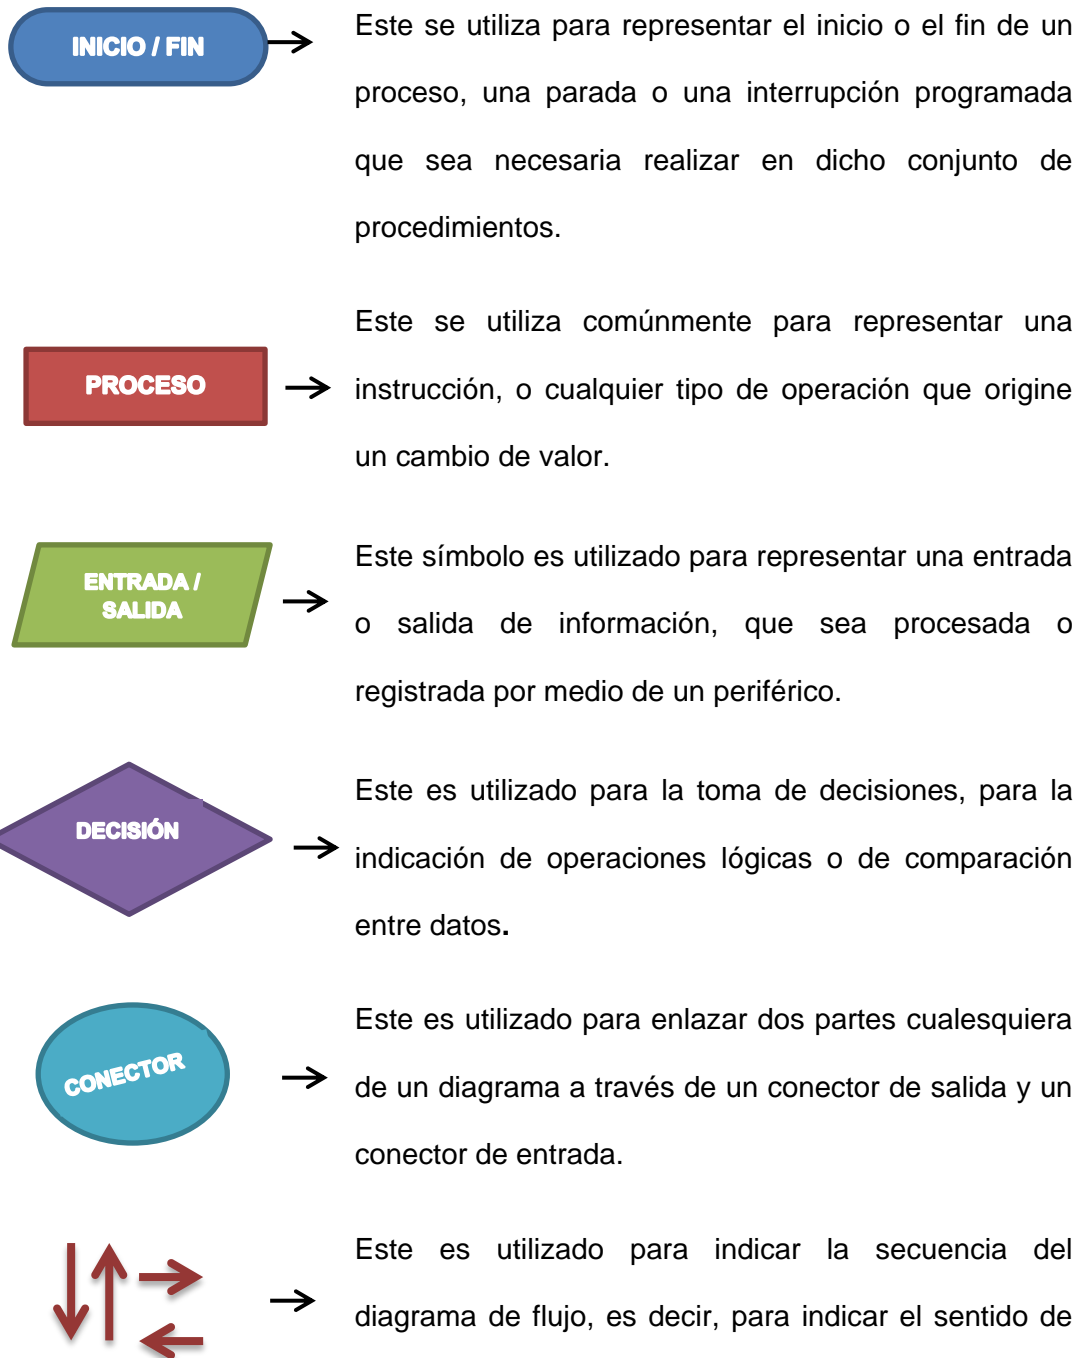 INICIO / FIN
Este se utiliza para representar el inicio o el fin de un
proceso, una parada o una interrupción programada
que sea necesaria realizar en dicho conjunto de
procedimientos.
PROCESO
Este se utiliza comúnmente para representar una
instrucción, o cualquier tipo de operación que origine
un cambio de valor.
ENTRADA /
SALIDA
Este símbolo es utilizado para representar una entrada
o salida de información, que sea procesada o
registrada por medio de un periférico.
DECISIÓN
Este es utilizado para la toma de decisiones, para la
indicación de operaciones lógicas o de comparación
entre datos.
CONECTOR
Este es utilizado para enlazar dos partes cualesquiera
de un diagrama a través de un conector de salida y un
conector de entrada.
Este es utilizado para indicar la secuencia del
diagrama de flujo, es decir, para indicar el sentido de